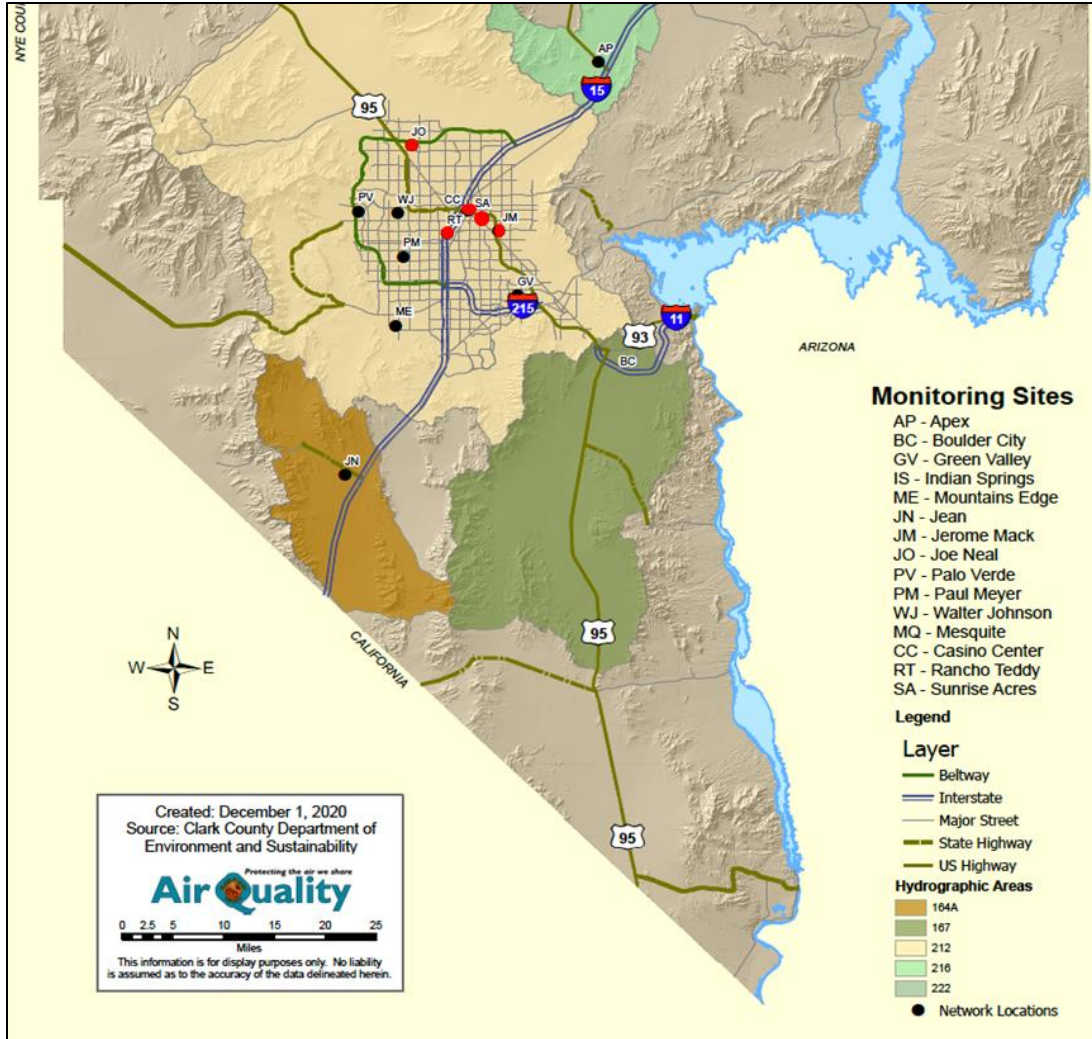 NYE COU
AP
15
95
JO
PV
WJ
CC
SA
RT
JM
PM
GV
215
ME
11
93
BC
ARIZONA
JN
95
CALIFORNIA
N
W
E
S
95
Monitoring Sites
AP - Apex
BC - Boulder City
GV - Green Valley
IS - Indian Springs
ME - Mountains Edge
JN - Jean
JM - Jerome Mack
JO - Joe Neal
PV - Palo Verde
PM - Paul Meyer
WJ - Walter Johnson
MQ - Mesquite
CC - Casino Center
RT - Rancho Teddy
SA - Sunrise Acres
Legend
Layer
Beltway
Interstate
Major Street
State Highway
US Highway
Hydrographic Areas
164A
167
212
216
222
Network Locations
Created: December 1, 2020
Source: Clark County Department of
Environment and Sustainability
Protecting the air we share
Air Quality
0 2.5 5 10 15 20 25
Miles
This information is for display purposes only. No liability
is assumed as to the accuracy of the data delineated herein.